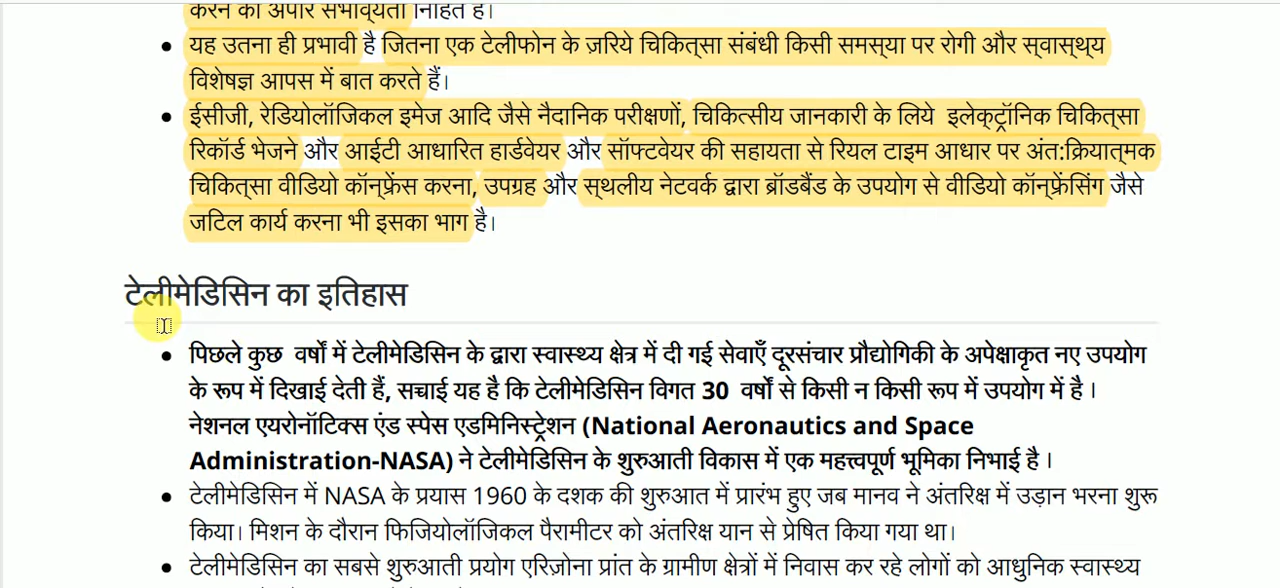 करने की अपार संभाव्यता निहित है।
यह उतना ही प्रभावी है जितना एक टेलीफोन के ज़रिये चिकित्सा संबंधी किसी समस्या पर रोगी और स्वास्थ्य
विशेषज्ञ आपस में बात करते हैं।
ईसीजी, रेडियोलॉजिकल इमेज आदि जैसे नैदानिक परीक्षणों, चिकित्सीय जानकारी के लिये इलेक्ट्रॉनिक चिकित्सा
रिकॉर्ड भेजने और आईटी आधारित हार्डवेयर और सॉफ्टवेयर की सहायता से रियल टाइम आधार पर अंत:क्रियात्मक
चिकित्सा वीडियो कॉन्फ्रेंस करना, उपग्रह और स्थलीय नेटवर्क द्वारा ब्रॉडबैंड के उपयोग से वीडियो कॉन्फ्रेंसिंग जैसे
जटिल कार्य करना भी इसका भाग है।
टेलीमेडिसिन का इतिहास
पिछले कुछ वर्षों में टेलीमेडिसिन के द्वारा स्वास्थ्य क्षेत्र में दी गई सेवाएँ दूरसंचार प्रौद्योगिकी के अपेक्षाकृत नए उपयोग
के रूप में दिखाई देती हैं, सच्चाई यह है कि टेलीमेडिसिन विगत 30 वर्षों से किसी न किसी रूप में उपयोग में है ।
नेशनल एयरोनॉटिक्स एंड स्पेस एडमिनिस्ट्रेशन (National Aeronautics and Space
Administration-NASA) ने टेलीमेडिसिन के शुरुआती विकास में एक महत्त्वपूर्ण भूमिका निभाई है ।
टेलीमेडिसिन में NASA के प्रयास 1960 के दशक की शुरुआत में प्रारंभ हुए जब मानव ने अंतरिक्ष में उड़ान भरना शुरू
किया। मिशन के दौरान फिजियोलॉजिकल पैरामीटर को अंतरिक्ष यान से प्रेषित किया गया था।
टेलीमेडिसिन का सबसे शुरुआती प्रयोग एरिज़ोना प्रांत के ग्रामीण क्षेत्रों में निवास कर रहे लोगों को आधुनिक स्वास्थ्य